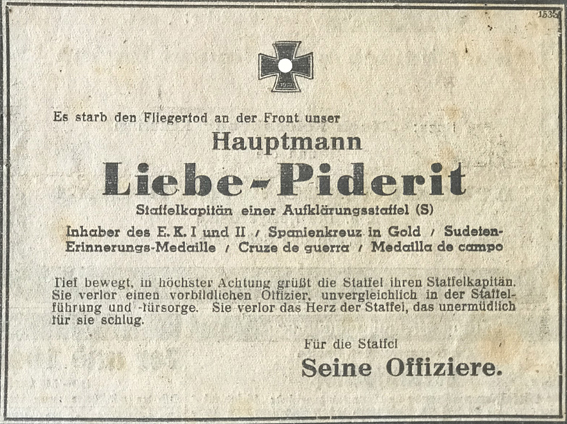 1535
Es starb den Fliegertod an der Front unser
Hauptmann
Liebe-Piderit
Staffelkapitän einer Aufklärungsstaffel (S)
Inhaber des E. K. I und II / Spanienkreuz in Gold / Sudeten-
Erinnerungs-Medaille / Cruze de guerra / Medailla de campo
Tief bewegt, in höchster Achtung grüßt die Staffel ihren Staffelkapitän.
Sie verlor einen vorbildlichen Offizier, unvergleichlich in der Staffel-
führung und -fürsorge. Sie verlor das Herz der Staffel, das unermüdlich
für sie schlug.
Für die Staffel
Seine Offiziere.